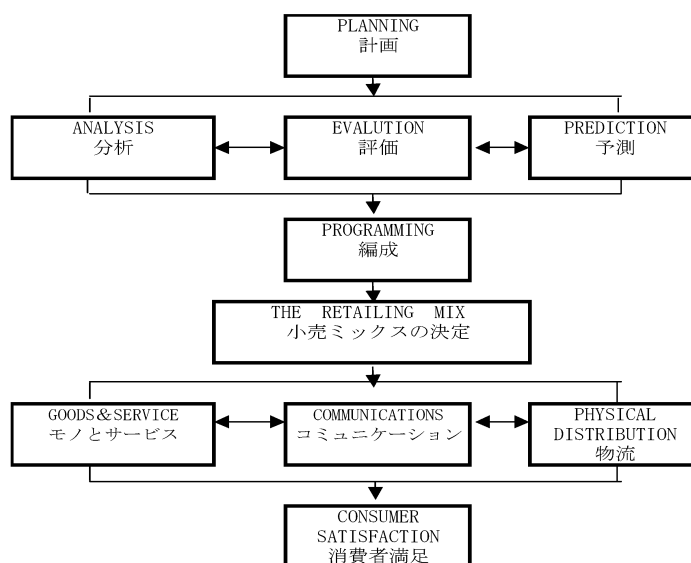 PLANNING
計画
ANALYSIS
分析
EVALUTION
評価
PREDICTION
予測
PROGRAMMING
編成
THE RETAILING MIX
小売ミックスの決定
GOODS&SERVICE
モノとサービス
COMMUNICATIONS
コミュニケーション
PHYSICAL
DISTRIBUTION
物流
CONSUMER
SATISFACTION
消費者満足